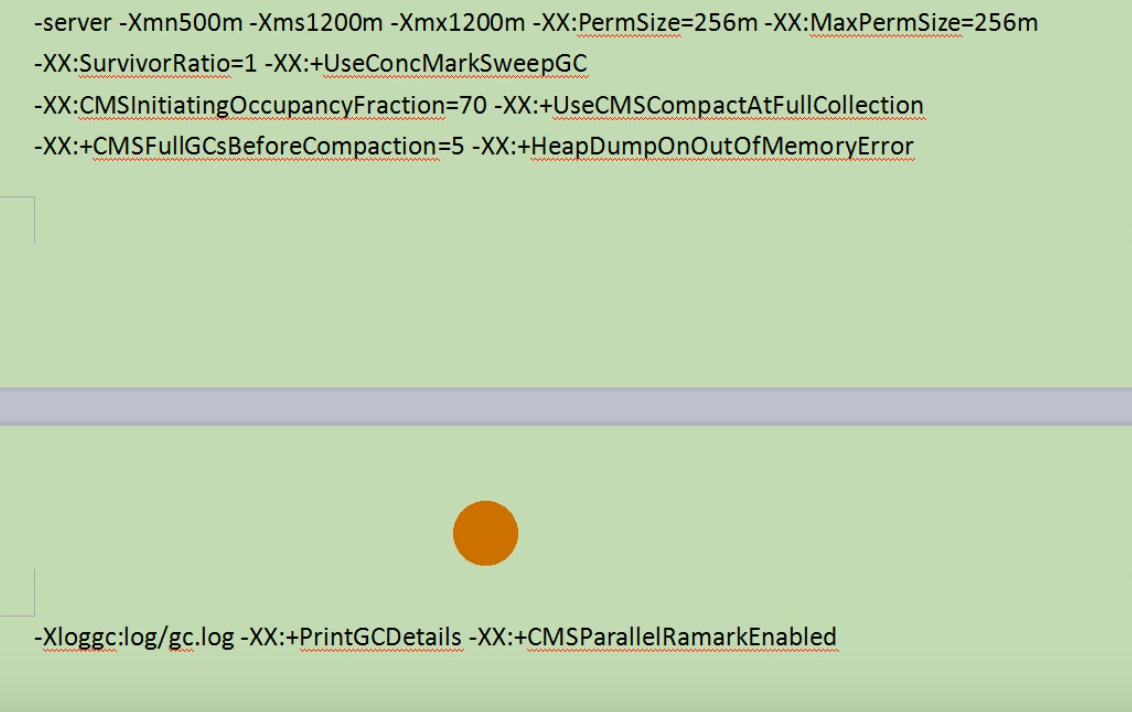 -server -Xmn500m -Xms1200m -Xmx1200m -XX:PermSize=256m -XX:MaxPermSize=256m
-XX:SurvivorRatio=1 -XX:+UseConcMarkSweepGC
-XX:CMSInitiatingOccupancyFraction=70 -XX:+UseCMSCompactAtFullCollection
-XX:+CMSFullGCsBeforeCompaction=5 -XX:+HeapDumpOnOutOfMemoryError
-Xloggc:log/gc.log -XX:+PrintGCDetails -XX:+CMSParallelRamarkEnabled